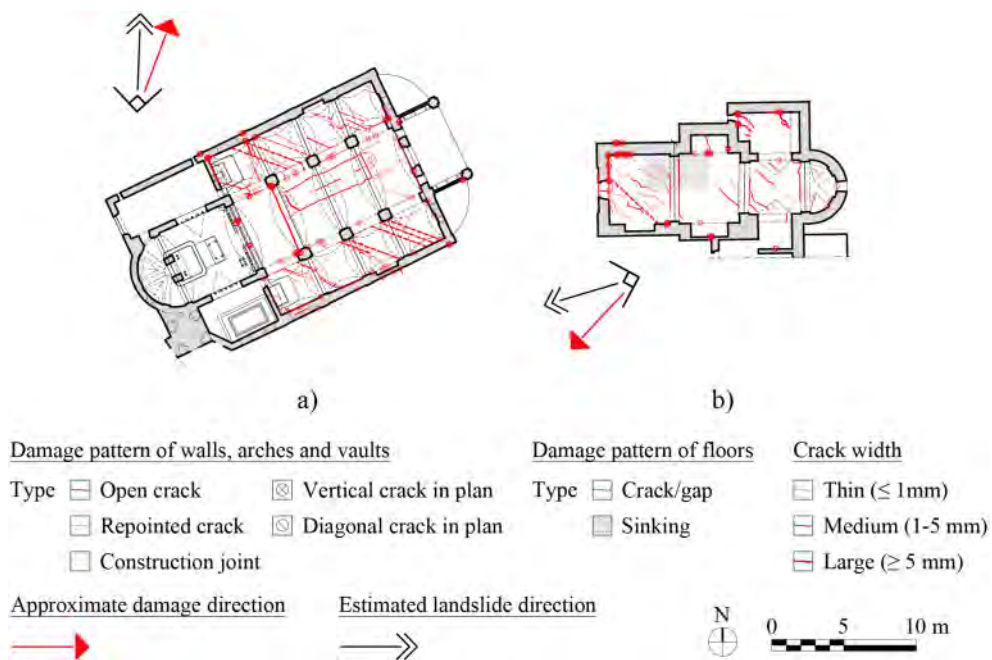 a)
b)
Damage pattern of walls, arches and vaults
Type Open crack Vertical crack in plan
Repointed crack Diagonal crack in plan
Construction joint
Damage pattern of floors
Type Crack/gap
Sinking
Crack width
Thin (≤ 1mm)
Medium (1-5 mm)
Large (≥ 5 mm)
Approximate damage direction
Estimated landslide direction
N
0 5 10 m